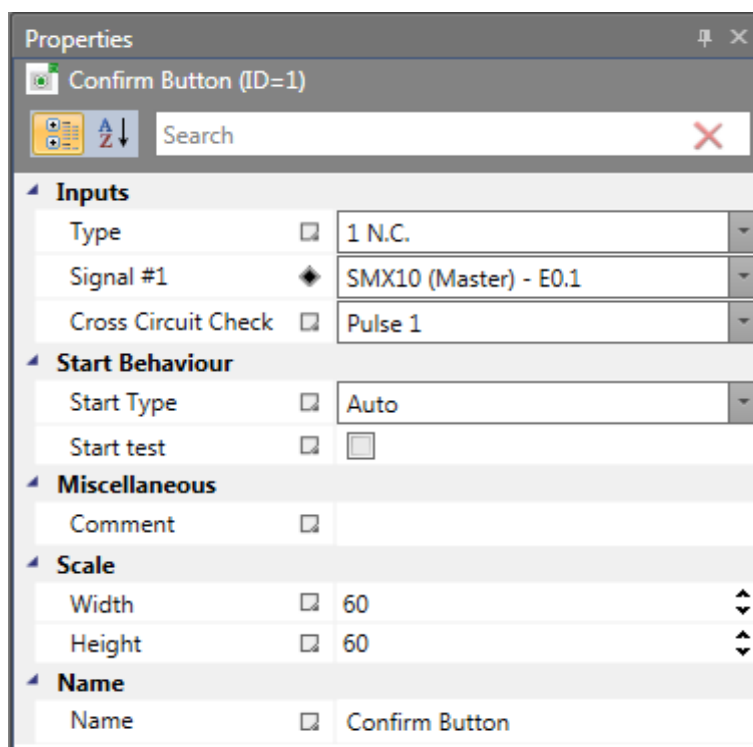 Properties
Confirm Button (ID=1)
A Z Search
Inputs
Type 1 N.C.
Signal #1 SMX10 (Master) - E0.1
Cross Circuit Check Pulse 1
Start Behaviour
Start Type Auto
Start test
Miscellaneous
Comment
Scale
Width 60
Height 60
Name
Name Confirm Button